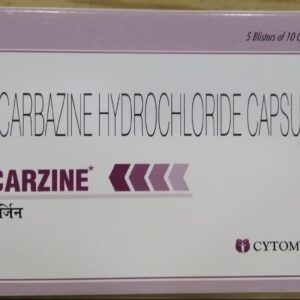 5 Blisters of 10 C
CARBAZINE HYDROCHLORIDE CAPSU
CARZINE*
र्जिन
CYTOM